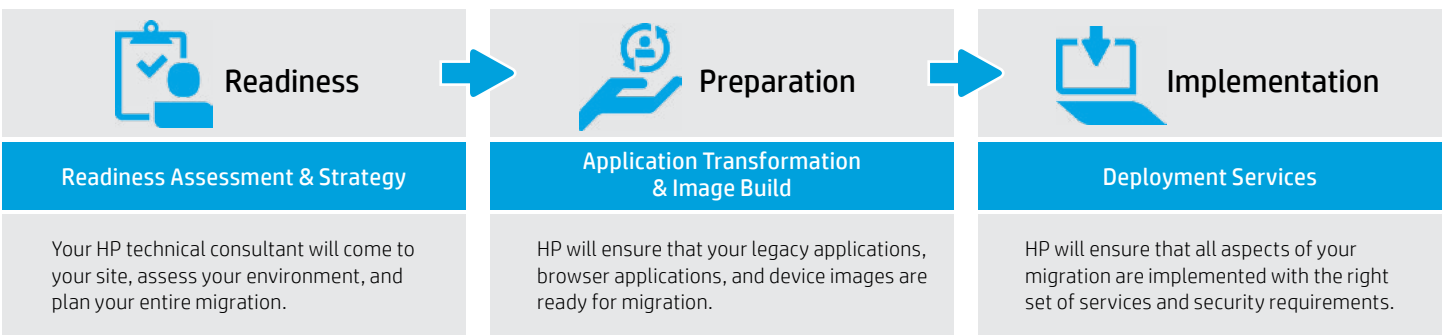 Readiness
Readiness Assessment & Strategy
Your HP technical consultant will come to
your site, assess your environment, and
plan your entire migration.
Preparation
Application Transformation
& Image Build
HP will ensure that your legacy applications,
browser applications, and device images are
ready for migration.
Implementation
Deployment Services
HP will ensure that all aspects of your
migration are implemented with the right
set of services and security requirements.